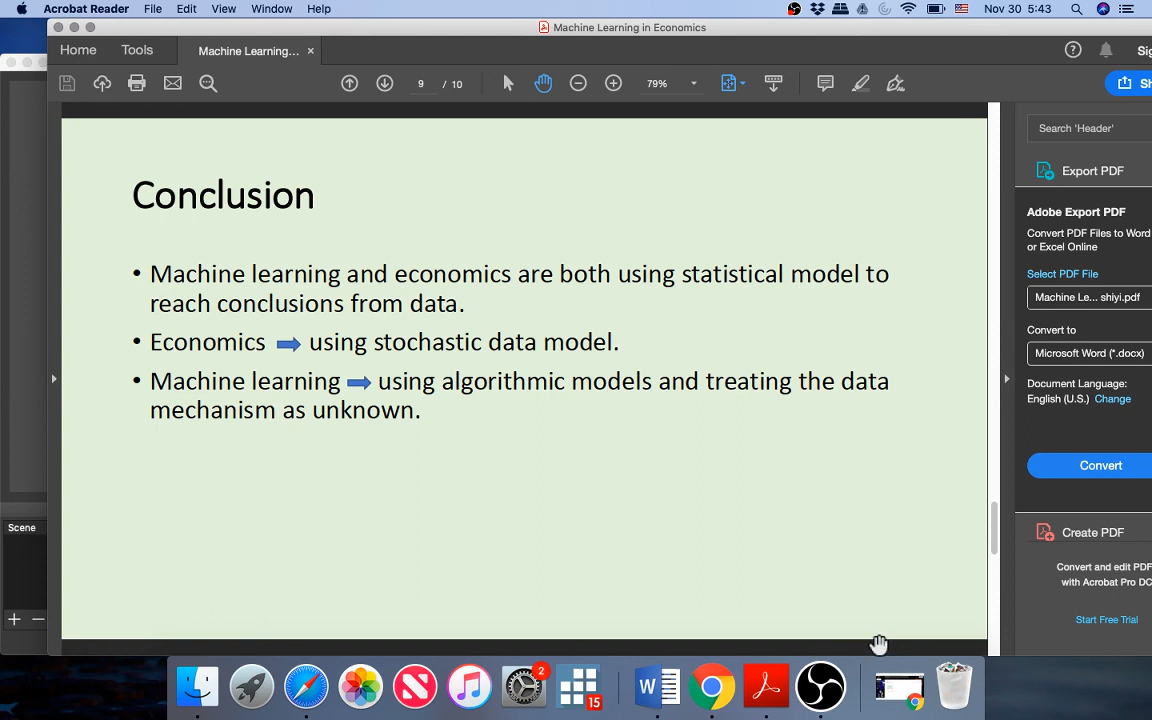 Acrobat Reader File Edit View Window Help Nov 30 5:43
Machine Learning in Economics
Home Tools Machine Learning... ×
9 / 10 79%
Search 'Header'
Export PDF
Adobe Export PDF
Convert PDF Files to Word
or Excel Online
Select PDF File
Machine Le... shiyi.pdf
Convert to
Microsoft Word (*.docx)
Document Language:
English (U.S.) Change
Convert
Create PDF
Convert and edit PDF
with Acrobat Pro DC
Start Free Trial
Conclusion
• Machine learning and economics are both using statistical model to
reach conclusions from data.
• Economics ➡ using stochastic data model.
• Machine learning ➡ using algorithmic models and treating the data
mechanism as unknown.
Scene
2
15
W